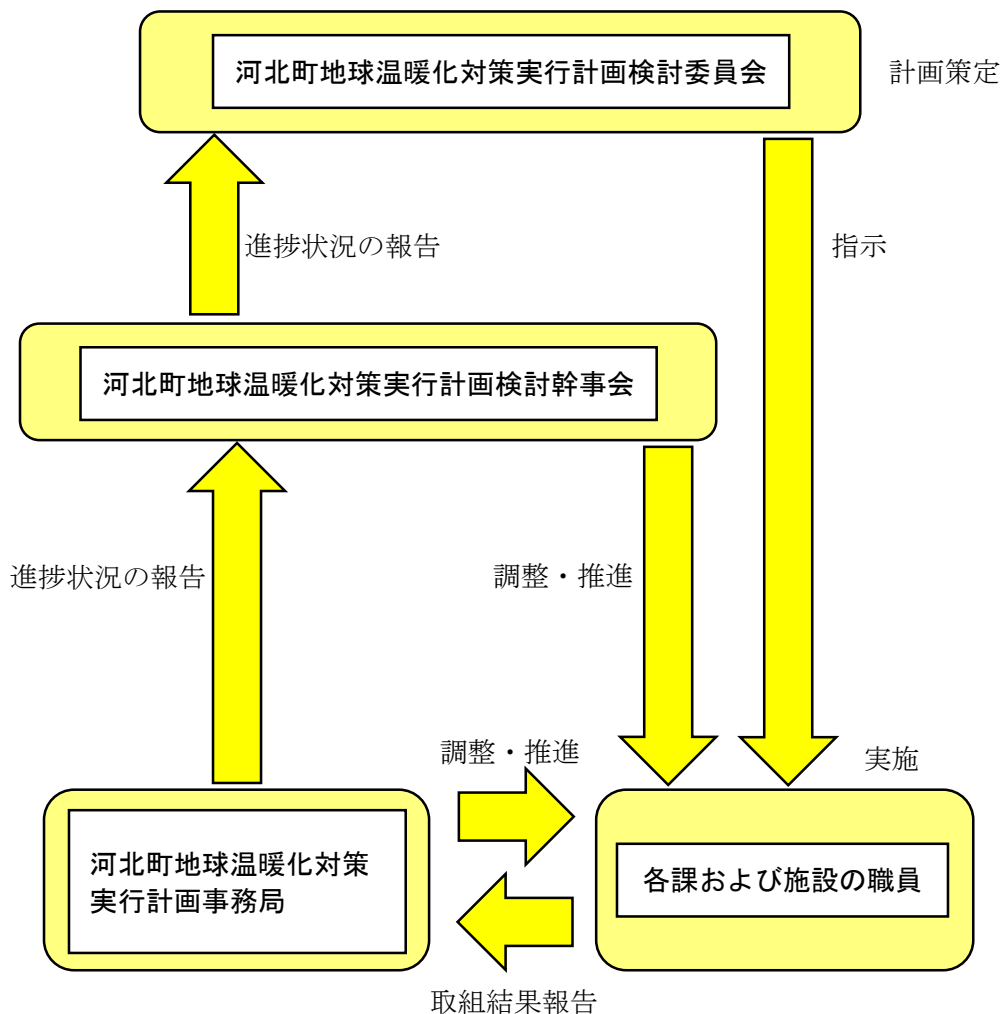 河北町地球温暖化対策実行計画検討委員会
計画策定
進捗状況の報告
指示
河北町地球温暖化対策実行計画検討幹事会
進捗状況の報告
調整・推進
調整・推進
実施
河北町地球温暖化対策
実行計画事務局
各課および施設の職員
取組結果報告